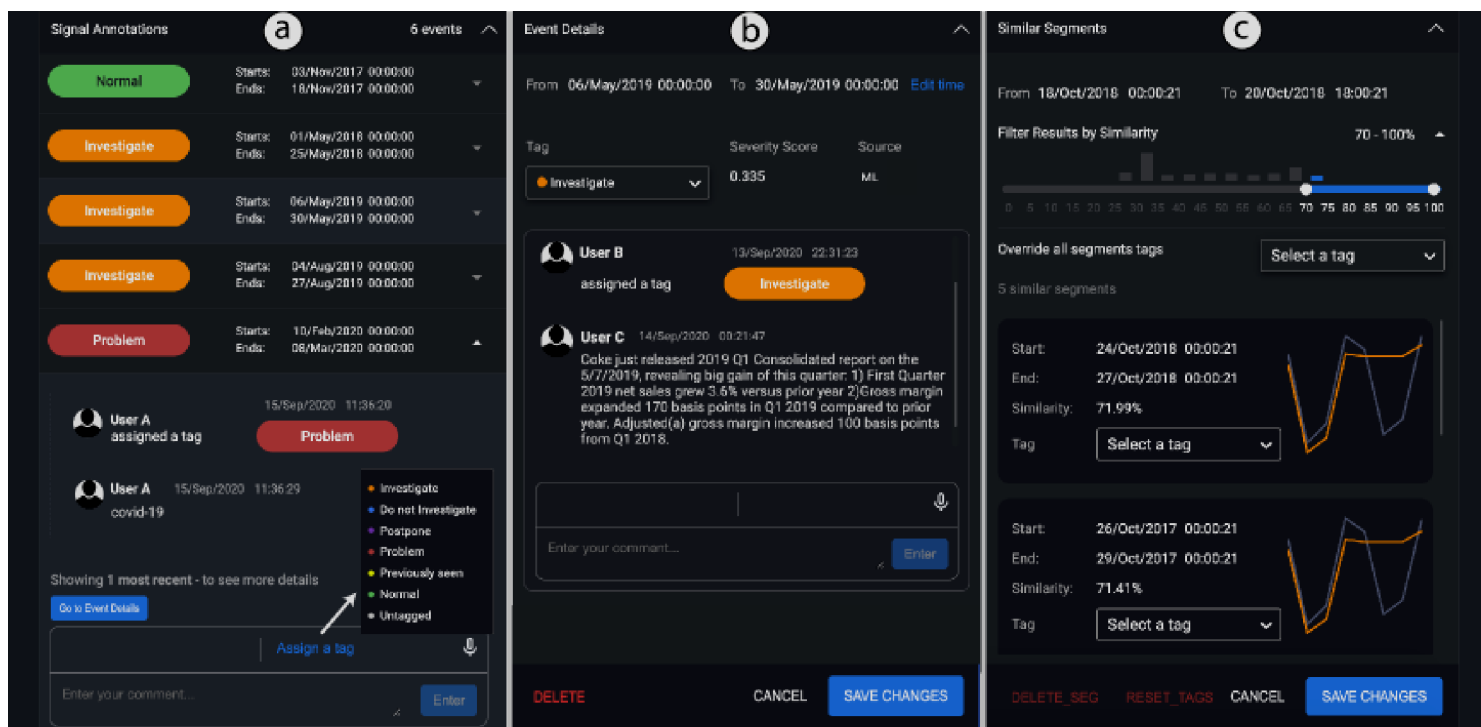 Signal Annotations
a
6 events
Normal
Starts: 03/Nov/2017 00:00:00
Ends: 18/Nov/2017 00:00:00
Investigate
Starts: 01/May/2018 00:00:00
Ends: 25/May/2018 00:00:00
Investigate
Starts: 06/May/2019 00:00:00
Ends: 30/May/2019 00:00:00
Investigate
Starts: 04/Aug/2019 00:00:00
Ends: 27/Aug/2019 00:00:00
Problem
Starts: 10/Feb/2020 00:00:00
Ends: 08/Mar/2020 00:00:00
15/Sep/2020 11:36:20
User A
assigned a tag
Problem
User A 15/Sep/2020 11:36:29
covid-19
Investigate
Do not Investigate
Postpone
Problem
Previously seen
Normal
Untagged
Showing 1 most recent - to see more details
Go to Event Details
Assign a tag
Enter your comment...
Enter
Event Details
b
From 06/May/2019 00:00:00 To 30/May/2019 00:00:00 Edit time
Tag Severity Score Source
Investigate 0.335 ML
User B 13/Sep/2020 22:31:23
assigned a tag Investigate
User C 14/Sep/2020 00:21:47
Coke just released 2019 Q1 Consolidated report on the
5/7/2019, revealing big gain of this quarter: 1) First Quarter
2019 net sales grew 3.6% versus prior year 2)Gross margin
expanded 170 basis points in Q1 2019 compared to prior
year. Adjusted(a) gross margin increased 100 basis points
from Q1 2018.
Enter your comment...
Enter
DELETE CANCEL SAVE CHANGES
Similar Segments
c
From 18/Oct/2018 00:00:21 To 20/Oct/2018 18:00:21
Filter Results by Similarity 70 - 100%
0 5 10 15 20 25 30 35 40 45 50 55 60 65 70 75 80 85 90 95 100
Override all segments tags Select a tag
5 similar segments
Start: 24/Oct/2018 00:00:21
End: 27/Oct/2018 00:00:21
Similarity: 71.99%
Tag Select a tag
Start: 26/Oct/2017 00:00:21
End: 29/Oct/2017 00:00:21
Similarity: 71.41%
Tag Select a tag
DELETE_SEG RESET_TAGS CANCEL SAVE CHANGES